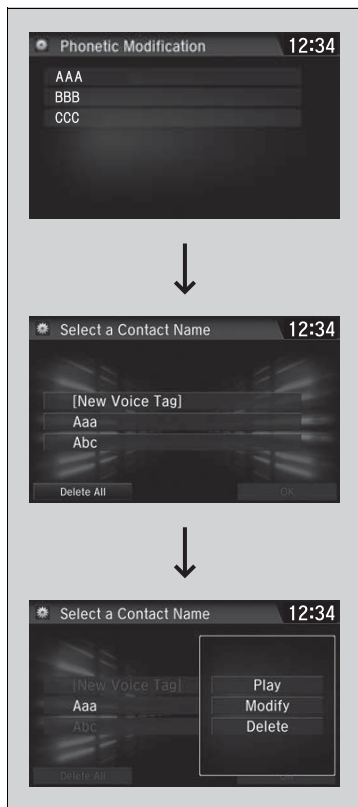 Phonetic Modification 12:34
AAA
BBB
CCC
Select a Contact Name 12:34
[New Voice Tag]
Aaa
Abc
Delete All OK
Select a Contact Name 12:34
[New Voice Tag] Play
Aaa Modify
Abc Delete
Delete All OK